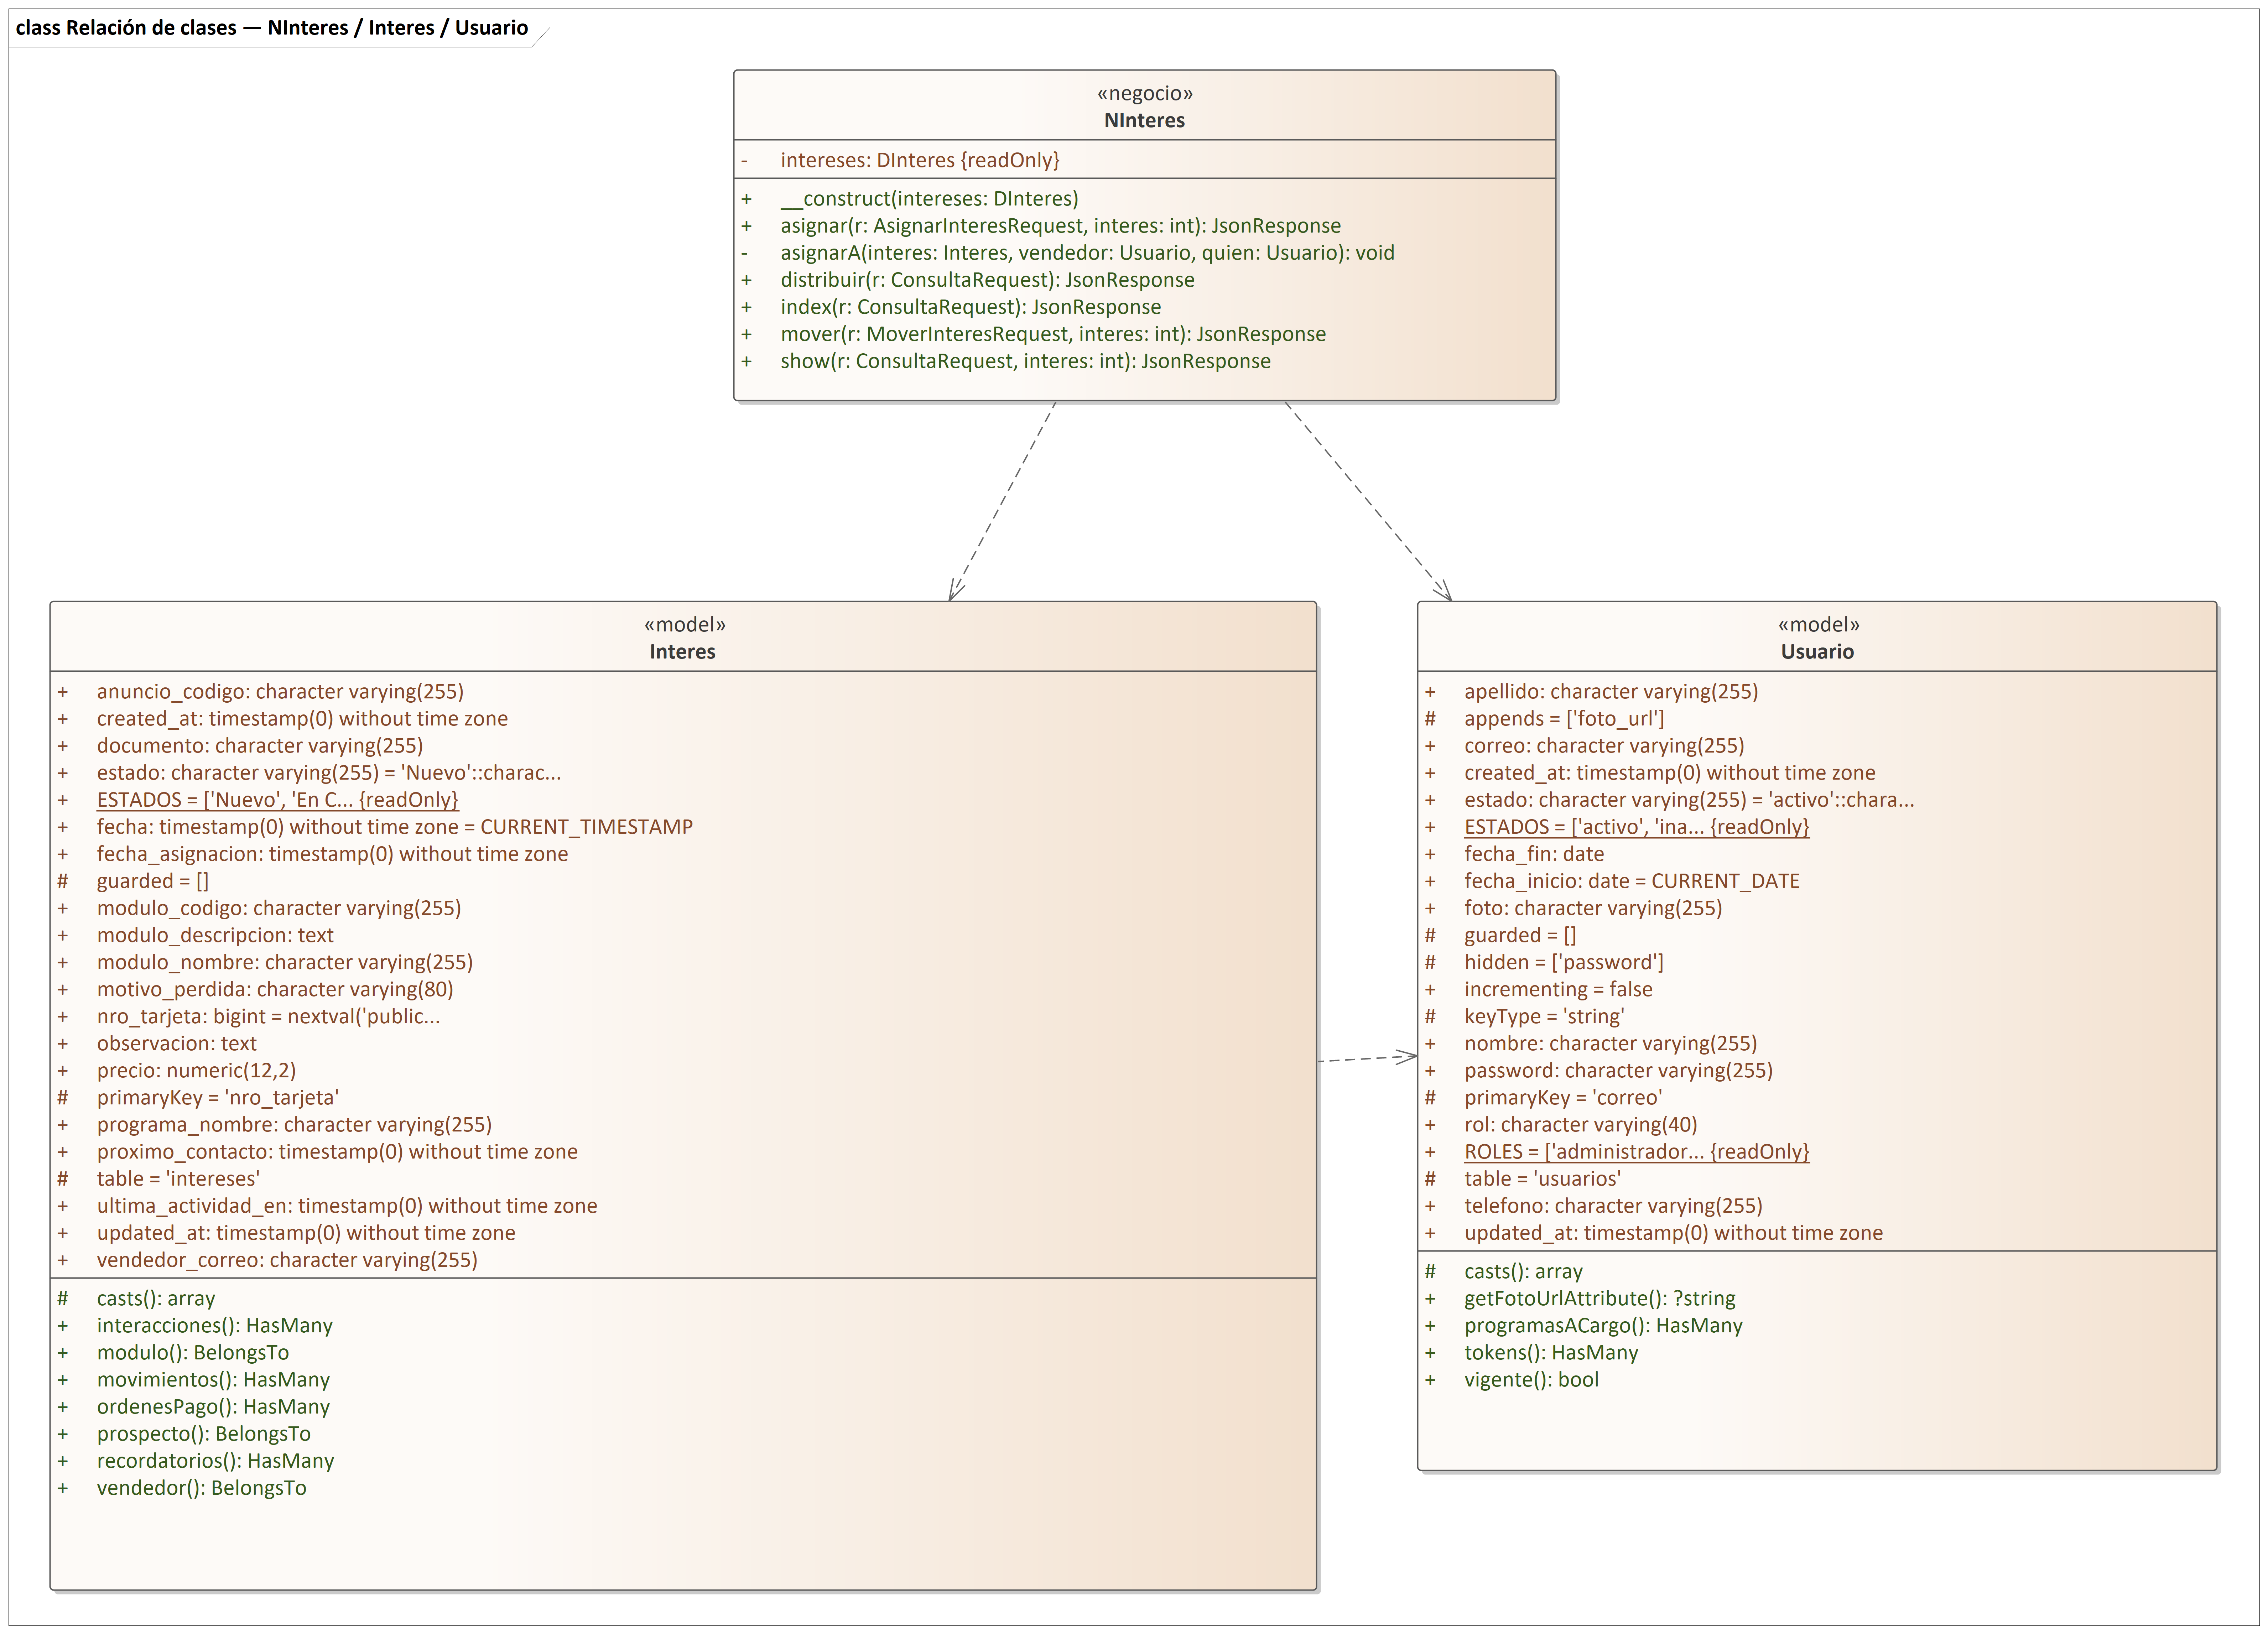 class Relación de clases — NInteres / Interes / Usuario
«negocio»
NInteres
- intereses: DInteres {readOnly}
+ __construct(intereses: DInteres)
+ asignar(r: AsignarInteresRequest, interes: int): JsonResponse
- asignarA(interes: Interes, vendedor: Usuario, quien: Usuario): void
+ distribuir(r: ConsultaRequest): JsonResponse
+ index(r: ConsultaRequest): JsonResponse
+ mover(r: MoverInteresRequest, interes: int): JsonResponse
+ show(r: ConsultaRequest, interes: int): JsonResponse
«model»
Interes
+ anuncio_codigo: character varying(255)
+ created_at: timestamp(0) without time zone
+ documento: character varying(255)
+ estado: character varying(255) = 'Nuevo'::charac...
+ ESTADOS = ['Nuevo', 'En C... {readOnly}
+ fecha: timestamp(0) without time zone = CURRENT_TIMESTAMP
+ fecha_asignacion: timestamp(0) without time zone
# guarded = []
+ modulo_codigo: character varying(255)
+ modulo_descripcion: text
+ modulo_nombre: character varying(255)
+ motivo_perdida: character varying(80)
+ nro_tarjeta: bigint = nextval('public...
+ observacion: text
+ precio: numeric(12,2)
# primaryKey = 'nro_tarjeta'
+ programa_nombre: character varying(255)
+ proximo_contacto: timestamp(0) without time zone
# table = 'intereses'
+ ultima_actividad_en: timestamp(0) without time zone
+ updated_at: timestamp(0) without time zone
+ vendedor_correo: character varying(255)
# casts(): array
+ interacciones(): HasMany
+ modulo(): BelongsTo
+ movimientos(): HasMany
+ ordenesPago(): HasMany
+ prospecto(): BelongsTo
+ recordatorios(): HasMany
+ vendedor(): BelongsTo
«model»
Usuario
+ apellido: character varying(255)
# appends = ['foto_url']
+ correo: character varying(255)
+ created_at: timestamp(0) without time zone
+ estado: character varying(255) = 'activo'::chara...
+ ESTADOS = ['activo', 'ina... {readOnly}
+ fecha_fin: date
+ fecha_inicio: date = CURRENT_DATE
+ foto: character varying(255)
# guarded = []
# hidden = ['password']
+ incrementing = false
# keyType = 'string'
+ nombre: character varying(255)
+ password: character varying(255)
# primaryKey = 'correo'
+ rol: character varying(40)
+ ROLES = ['administrador... {readOnly}
# table = 'usuarios'
+ telefono: character varying(255)
+ updated_at: timestamp(0) without time zone
# casts(): array
+ getFotoUrlAttribute(): ?string
+ programasACargo(): HasMany
+ tokens(): HasMany
+ vigente(): bool